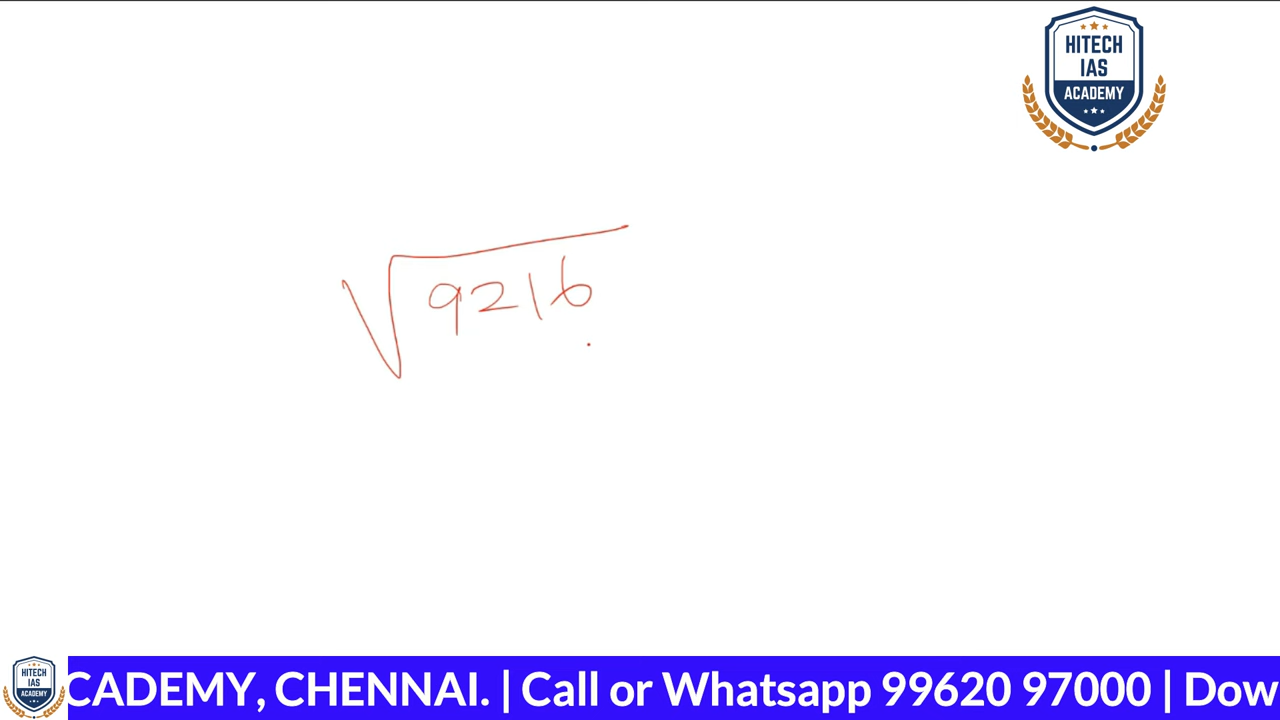 HITECH
IAS
ACADEMY
√9216
HITECH
IAS
ACADEMY
CADEMY, CHENNAI. | Call or Whatsapp 99620 97000 | Dow